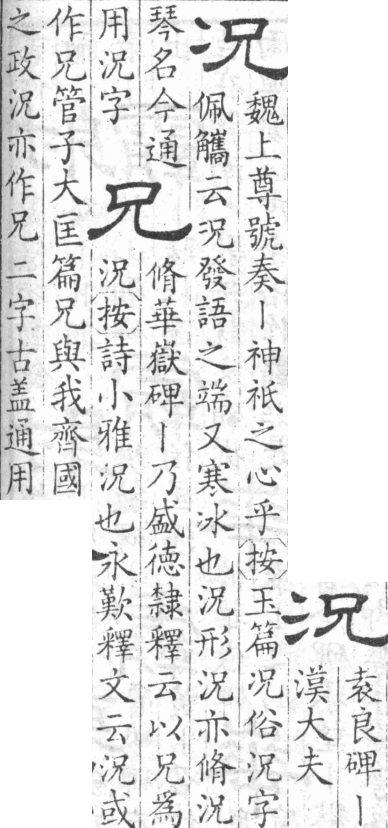 況
袁良碑丨
漠大夫
况
魏上尊號奏丨神祇之心乎按玉篇况俗況字
佩觿云况發語之端又寒冰也況形況亦脩況
琴名今通
用况字
兄
脩華嶽碑丨乃盛德隸釋云以兄為
況按詩小雅况也永歎釋文云况或
作兄管子大匡篇兄與我齊國
之政況亦作兄二字古盖通用